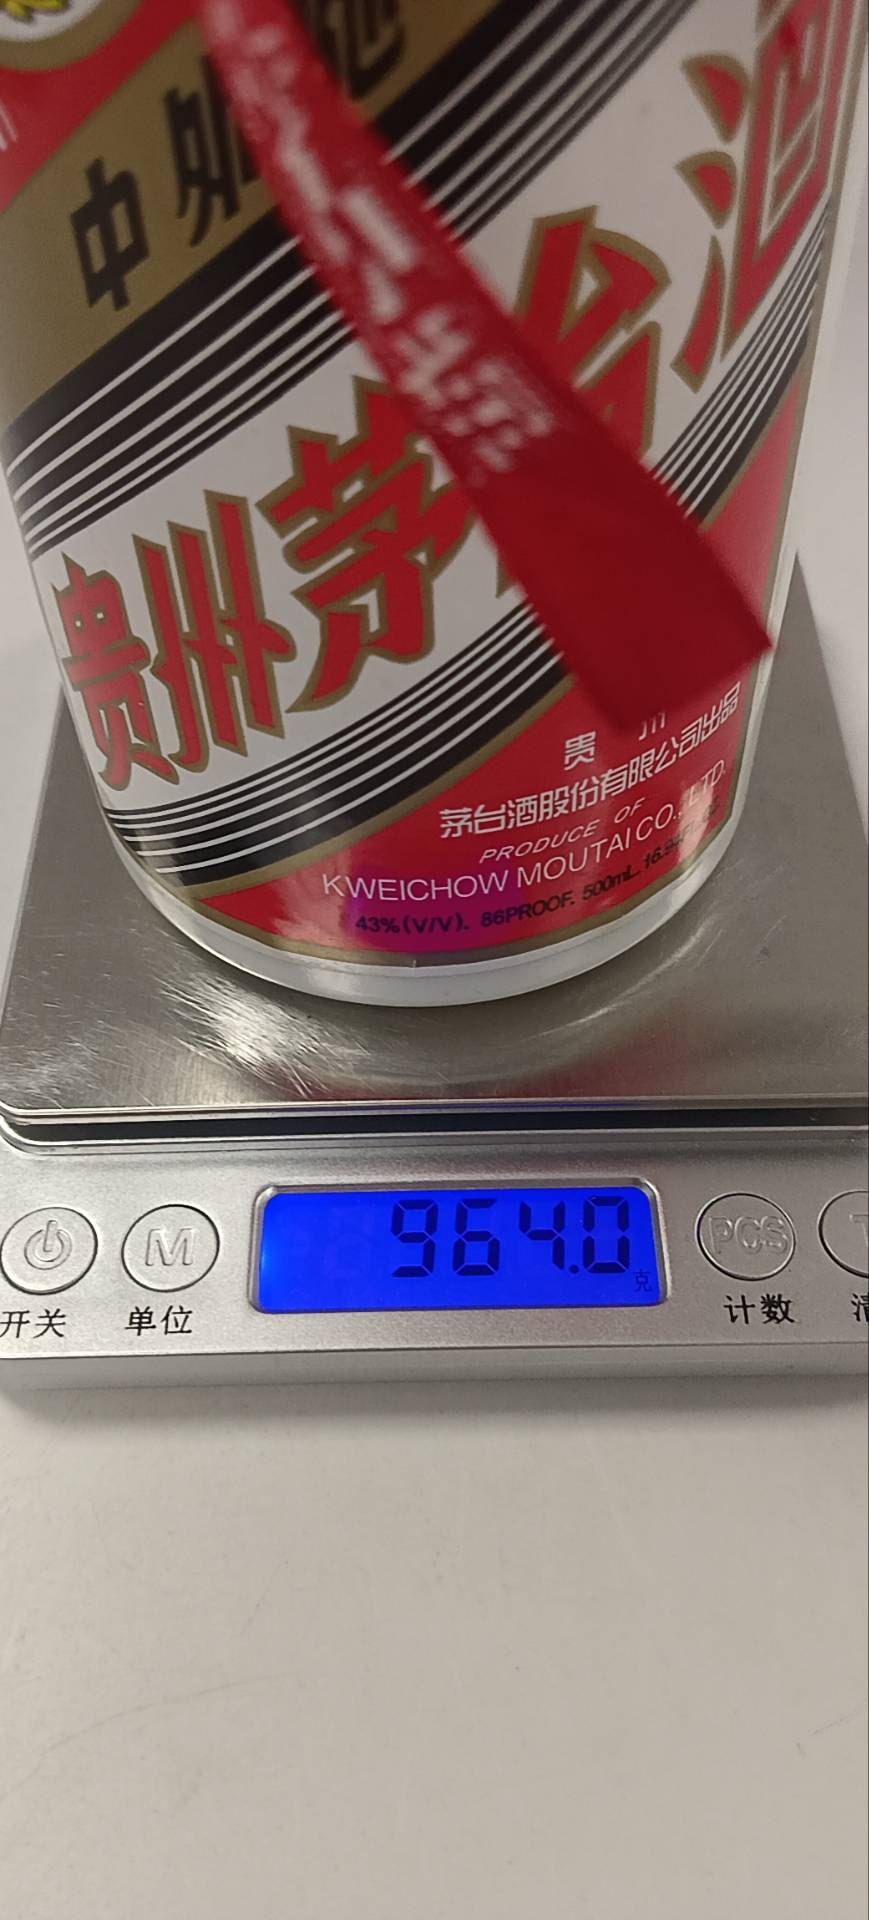 中外
贵州茅台酒
贵 州
茅台酒股份有限公司出品
PRODUCE OF
KWEICHOW MOUTAI CO., LTD.
43%(V/V). 86PROOF. 500mL.
964.0
克
M
PCS
开关
单位
计数